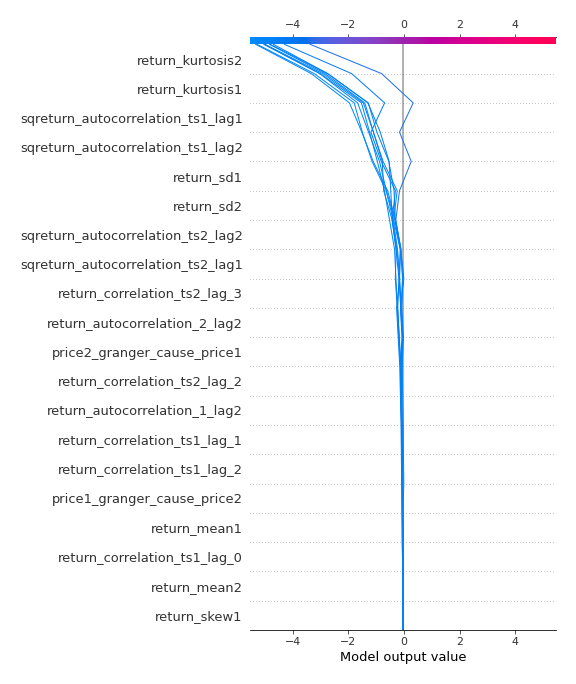 −4 −2 0 2 4
return_kurtosis2
return_kurtosis1
sqreturn_autocorrelation_ts1_lag1
sqreturn_autocorrelation_ts1_lag2
return_sd1
return_sd2
sqreturn_autocorrelation_ts2_lag2
sqreturn_autocorrelation_ts2_lag1
return_correlation_ts2_lag_3
return_autocorrelation_2_lag2
price2_granger_cause_price1
return_correlation_ts2_lag_2
return_autocorrelation_1_lag2
return_correlation_ts1_lag_1
return_correlation_ts1_lag_2
price1_granger_cause_price2
return_mean1
return_correlation_ts1_lag_0
return_mean2
return_skew1
−4 −2 0 2 4
Model output value